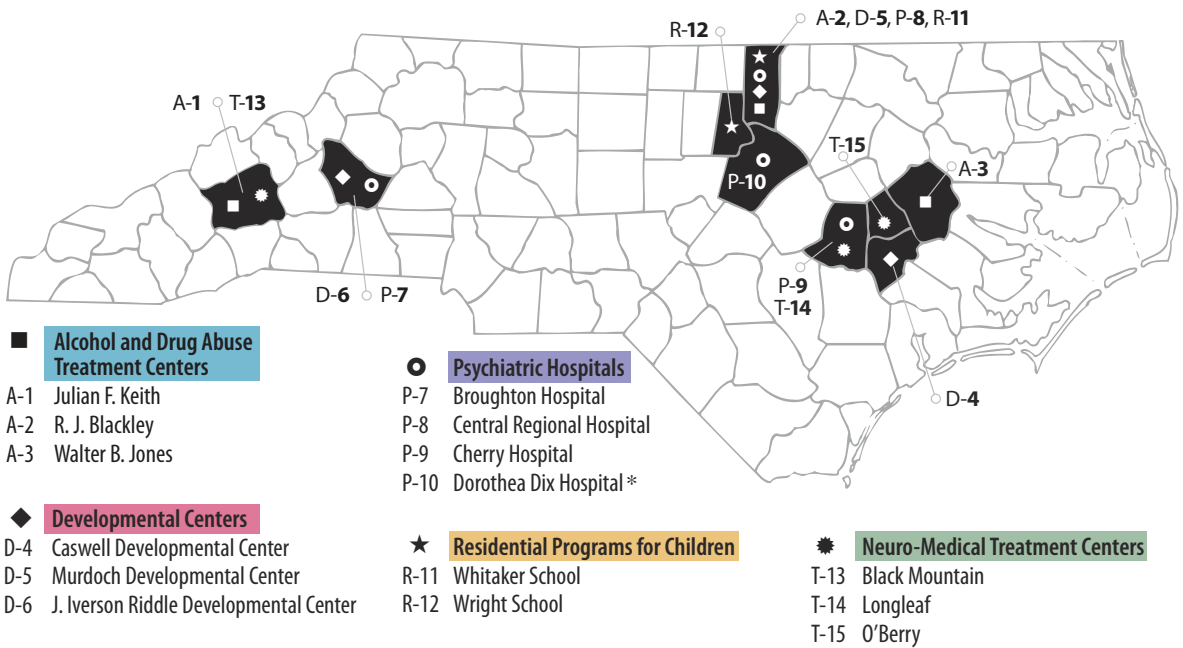 R-12
A-2, D-5, P-8, R-11
A-1 T-13
T-15
A-3
P-10
D-6 P-7
P-9
T-14
D-4
Alcohol and Drug Abuse
Treatment Centers
A-1 Julian F. Keith
A-2 R. J. Blackley
A-3 Walter B. Jones
Developmental Centers
D-4 Caswell Developmental Center
D-5 Murdoch Developmental Center
D-6 J. Iverson Riddle Developmental Center
Psychiatric Hospitals
P-7 Broughton Hospital
P-8 Central Regional Hospital
P-9 Cherry Hospital
P-10 Dorothea Dix Hospital *
Residential Programs for Children
R-11 Whitaker School
R-12 Wright School
Neuro-Medical Treatment Centers
T-13 Black Mountain
T-14 Longleaf
T-15 O'Berry